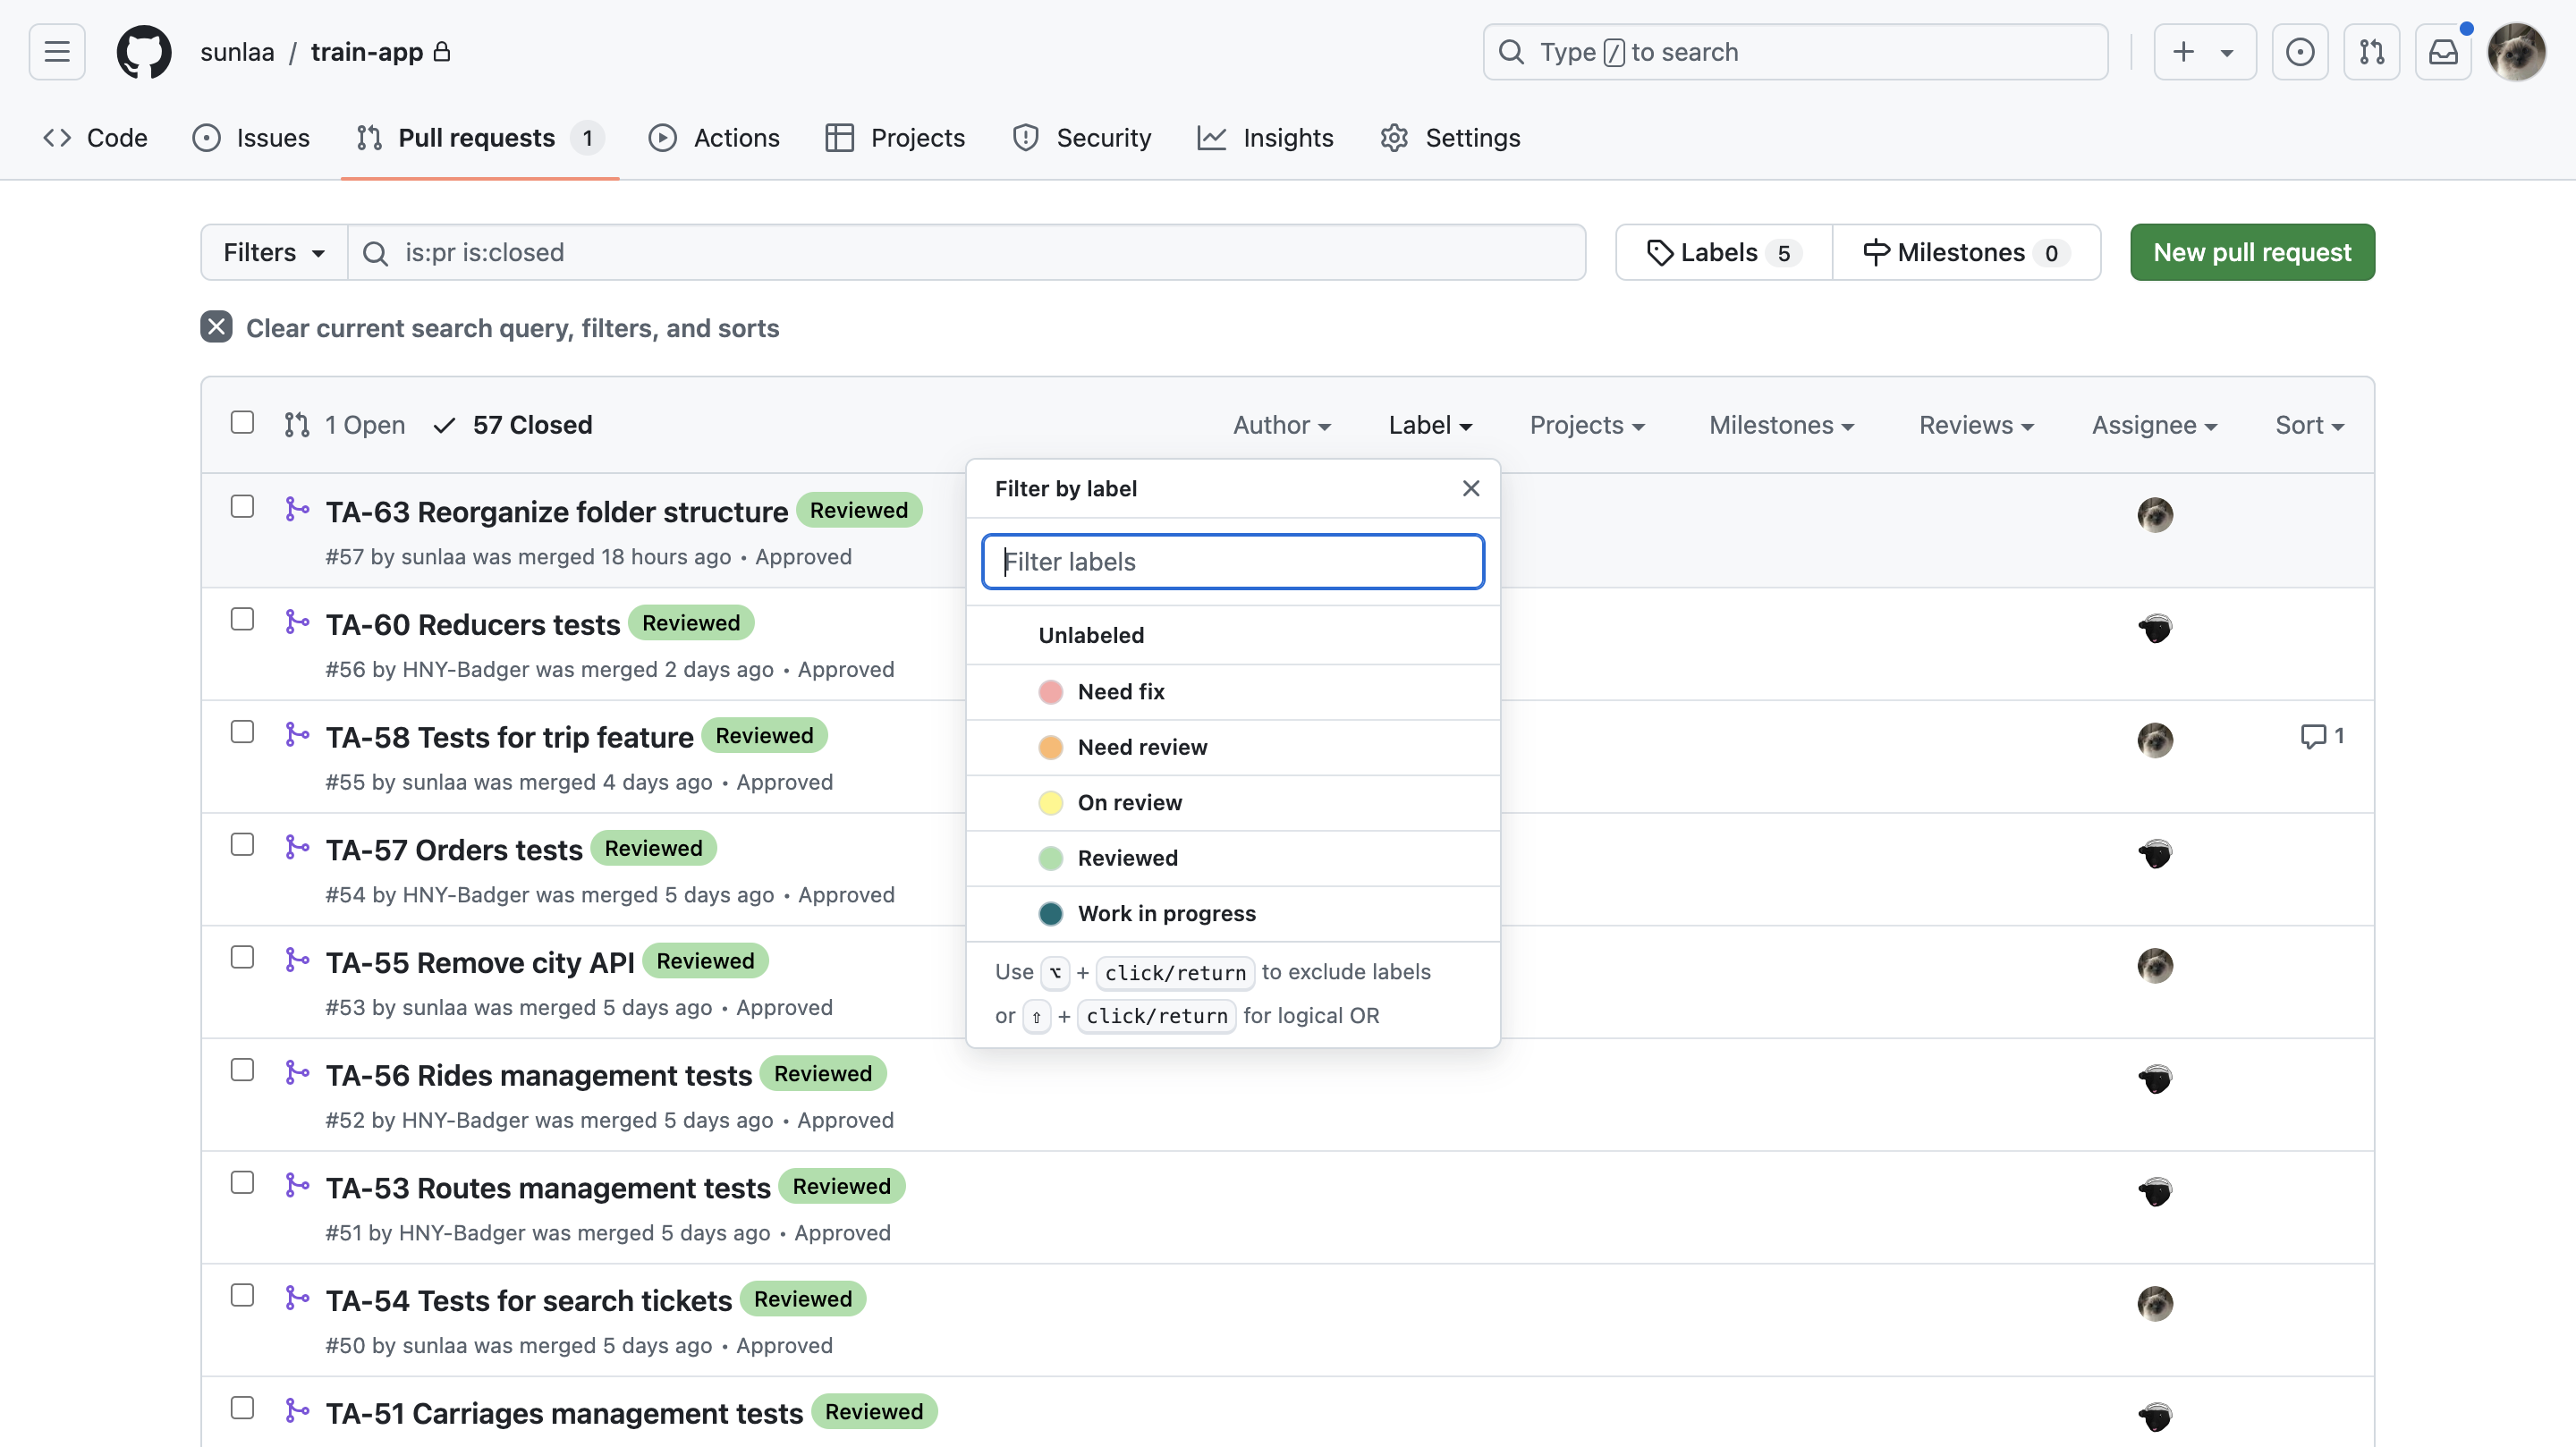 sunlaa / train-app
Type / to search
Code Issues Pull requests 1 Actions Projects Security Insights Settings
Filters is:pr is:closed Labels 5 Milestones 0 New pull request
Clear current search query, filters, and sorts
1 Open 57 Closed Author Label Projects Milestones Reviews Assignee Sort
TA-63 Reorganize folder structure Reviewed
#57 by sunlaa was merged 18 hours ago • Approved
TA-60 Reducers tests Reviewed
#56 by HNY-Badger was merged 2 days ago • Approved
TA-58 Tests for trip feature Reviewed 1
#55 by sunlaa was merged 4 days ago • Approved
TA-57 Orders tests Reviewed
#54 by HNY-Badger was merged 5 days ago • Approved
TA-55 Remove city API Reviewed
#53 by sunlaa was merged 5 days ago • Approved
TA-56 Rides management tests Reviewed
#52 by HNY-Badger was merged 5 days ago • Approved
TA-53 Routes management tests Reviewed
#51 by HNY-Badger was merged 5 days ago • Approved
TA-54 Tests for search tickets Reviewed
#50 by sunlaa was merged 5 days ago • Approved
TA-51 Carriages management tests Reviewed
Filter by label
Filter labels
Unlabeled
Need fix
Need review
On review
Reviewed
Work in progress
Use ⌥ + click/return to exclude labels
or ⇧ + click/return for logical OR